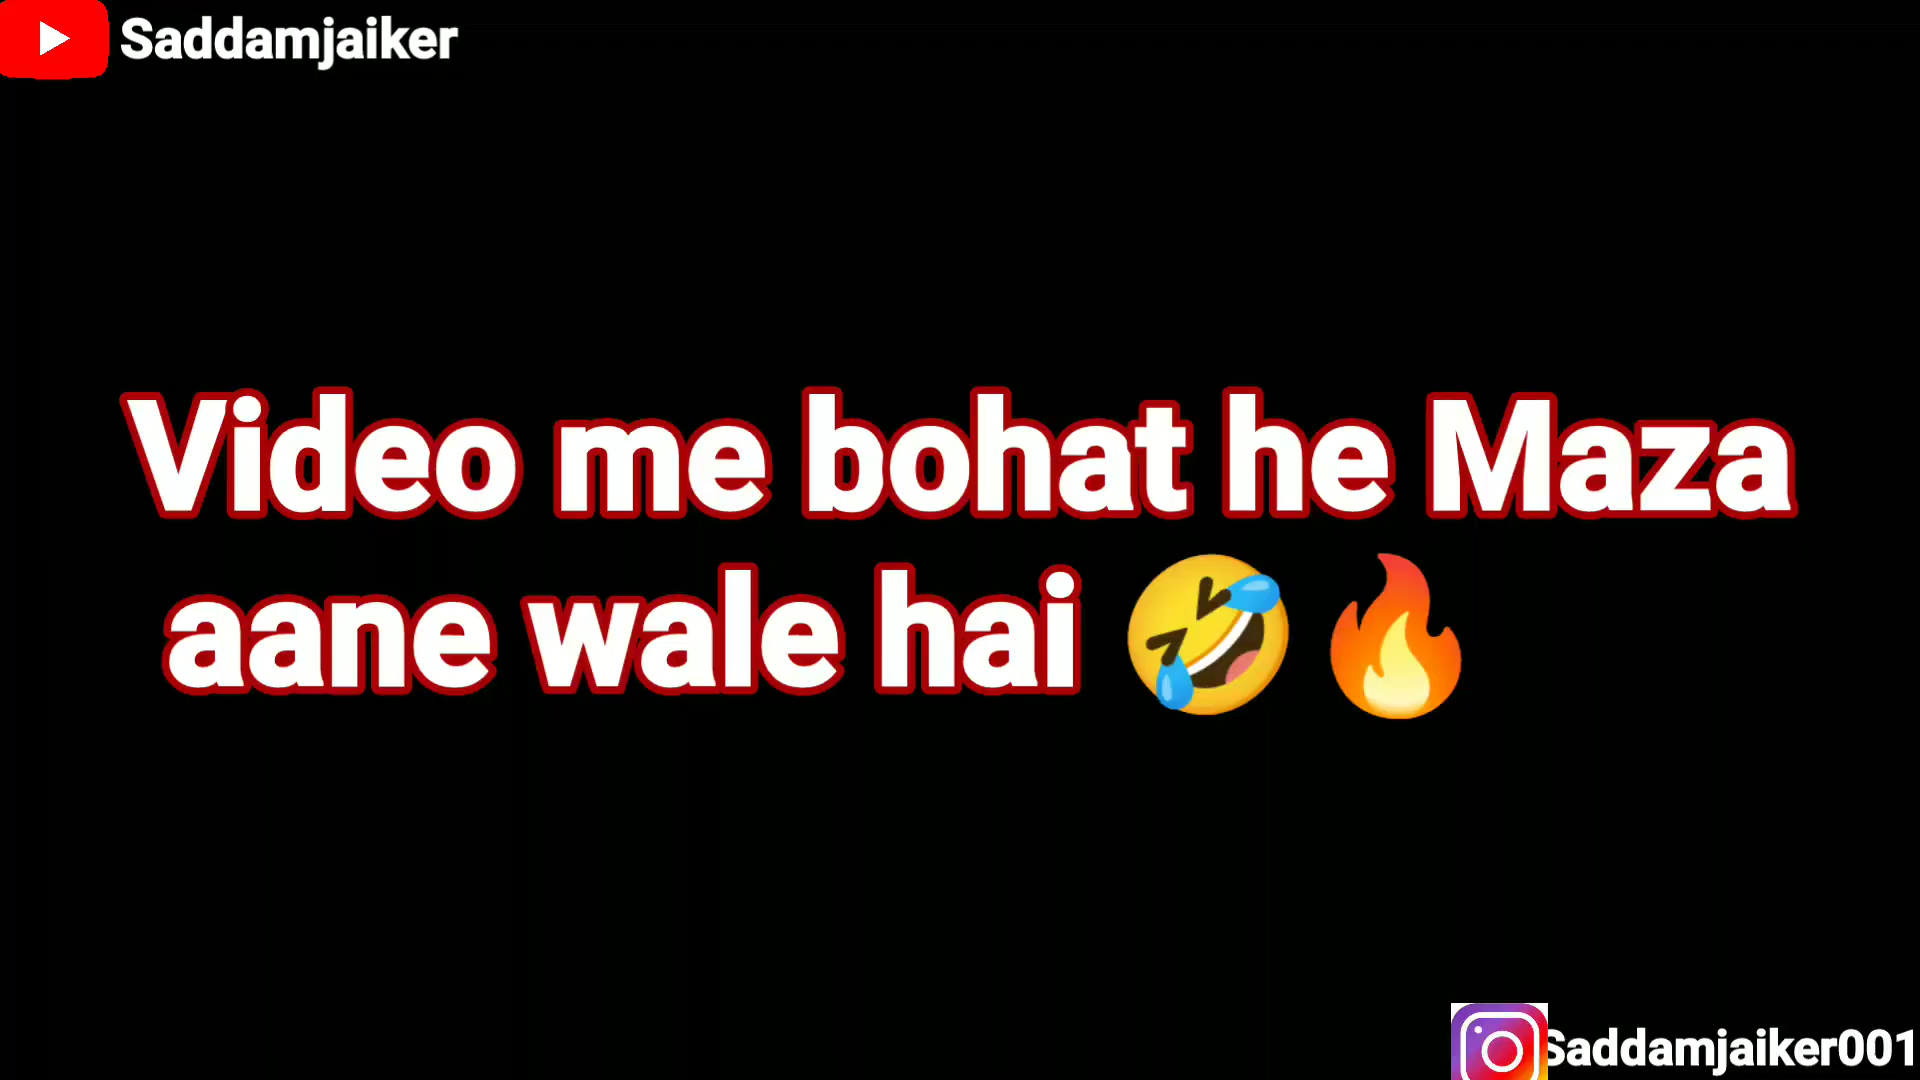 Saddamjaiker
Video me bohat he Maza
aane wale hai 🤣 🔥
Saddamjaiker001